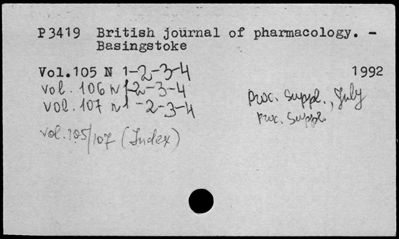 P3419 British journal of pharmacology. -
Basingstoke
Vol.105 N 1-2-3-4 1992
vol. 106 N 1-2-3-4 Proc. Suppl., July
vol. 107 N 1-2-3-4 Proc. Suppl.
vol. 105/107 (Index)